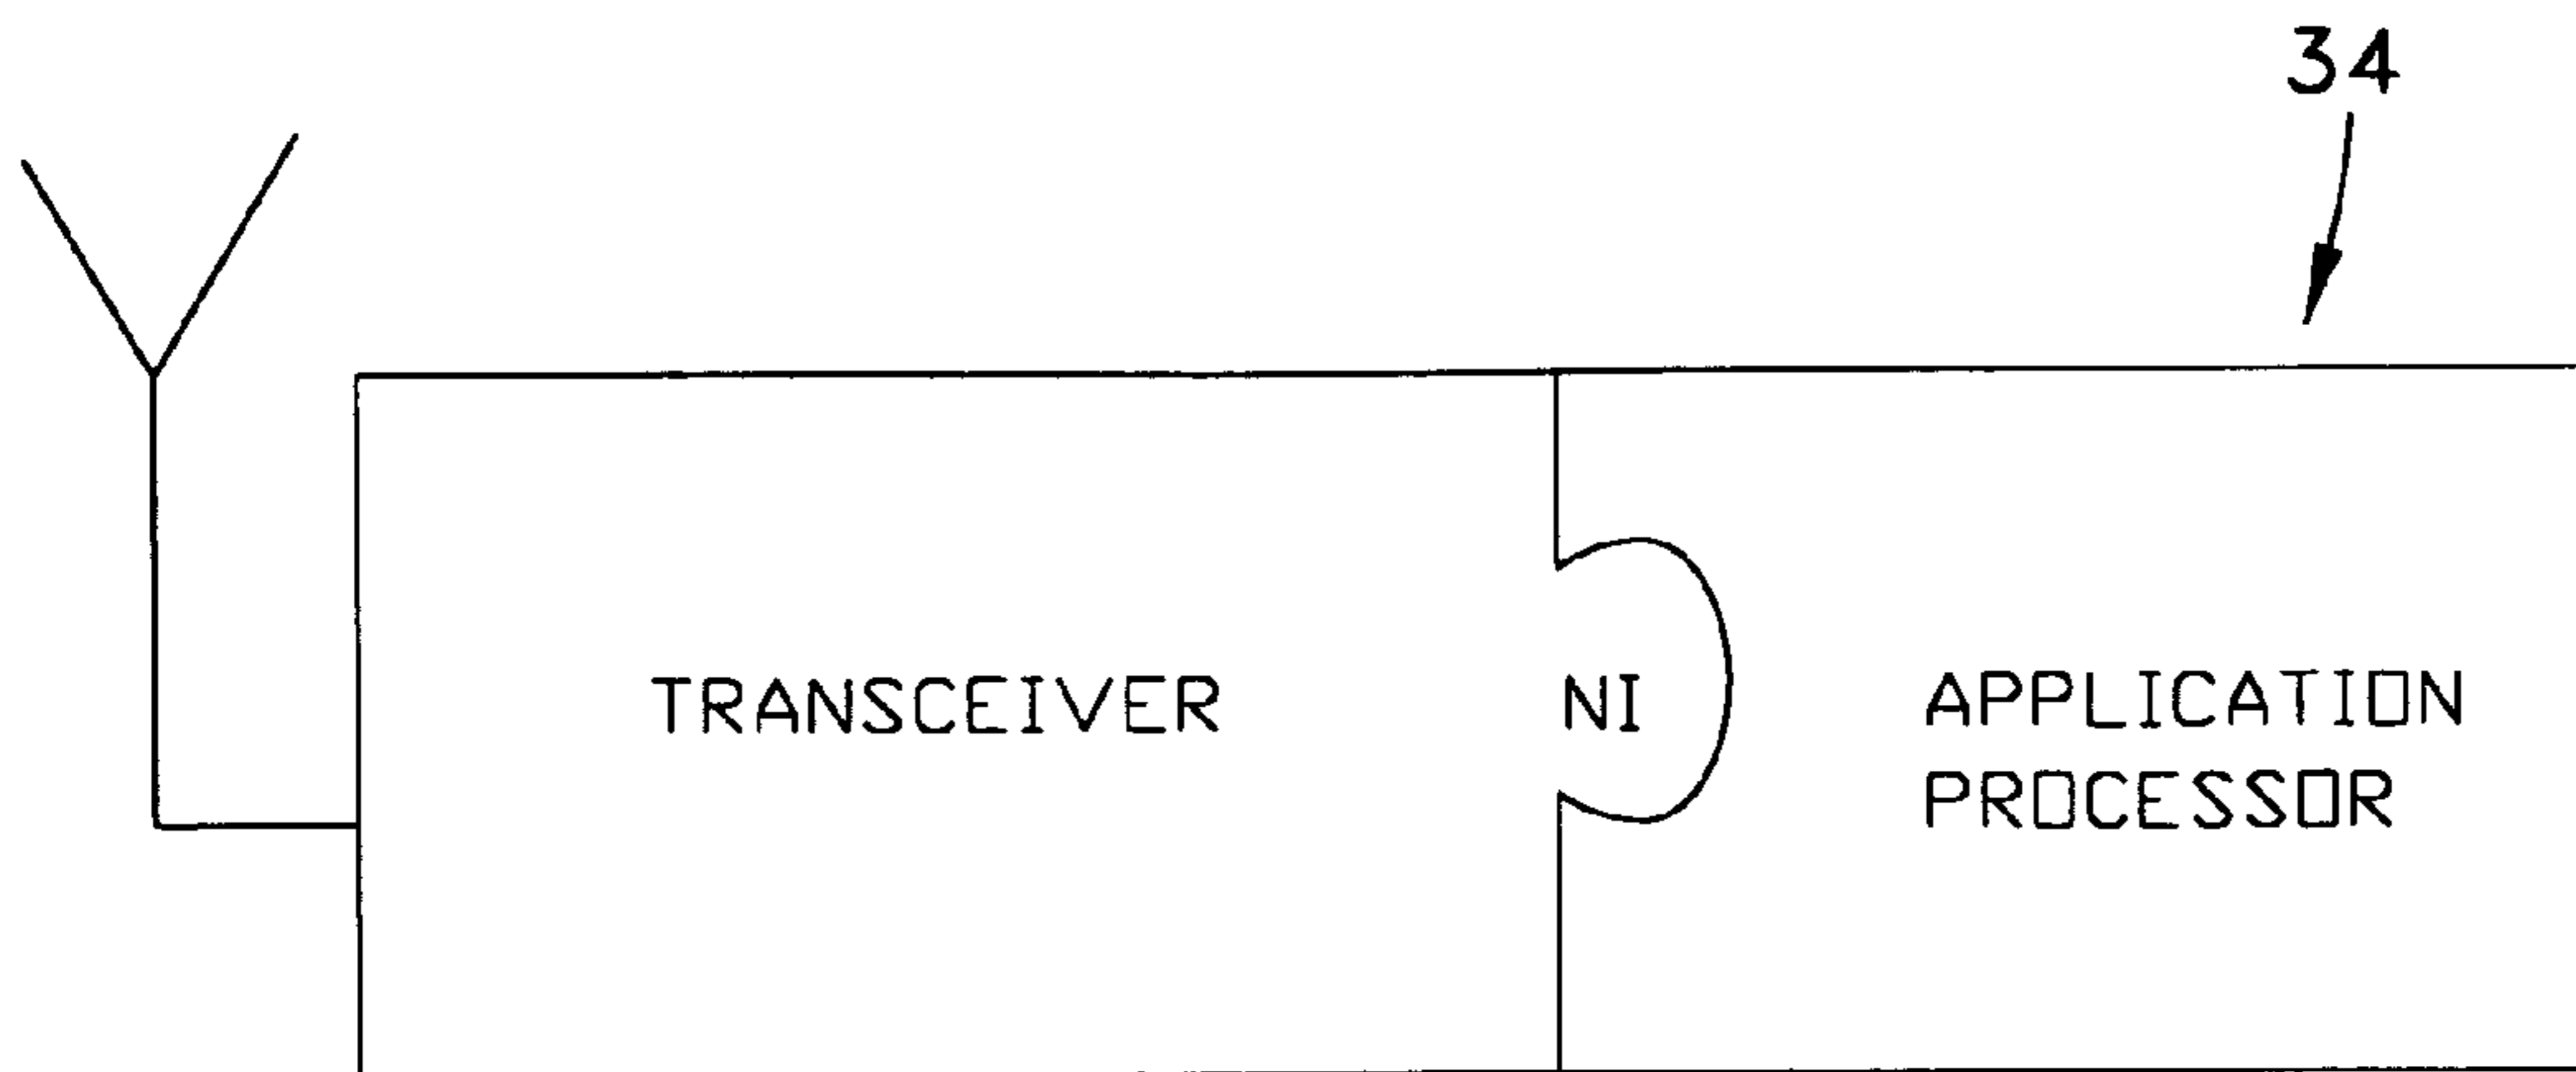 34
TRANSCEIVER
NI
APPLICATION
PROCESSOR